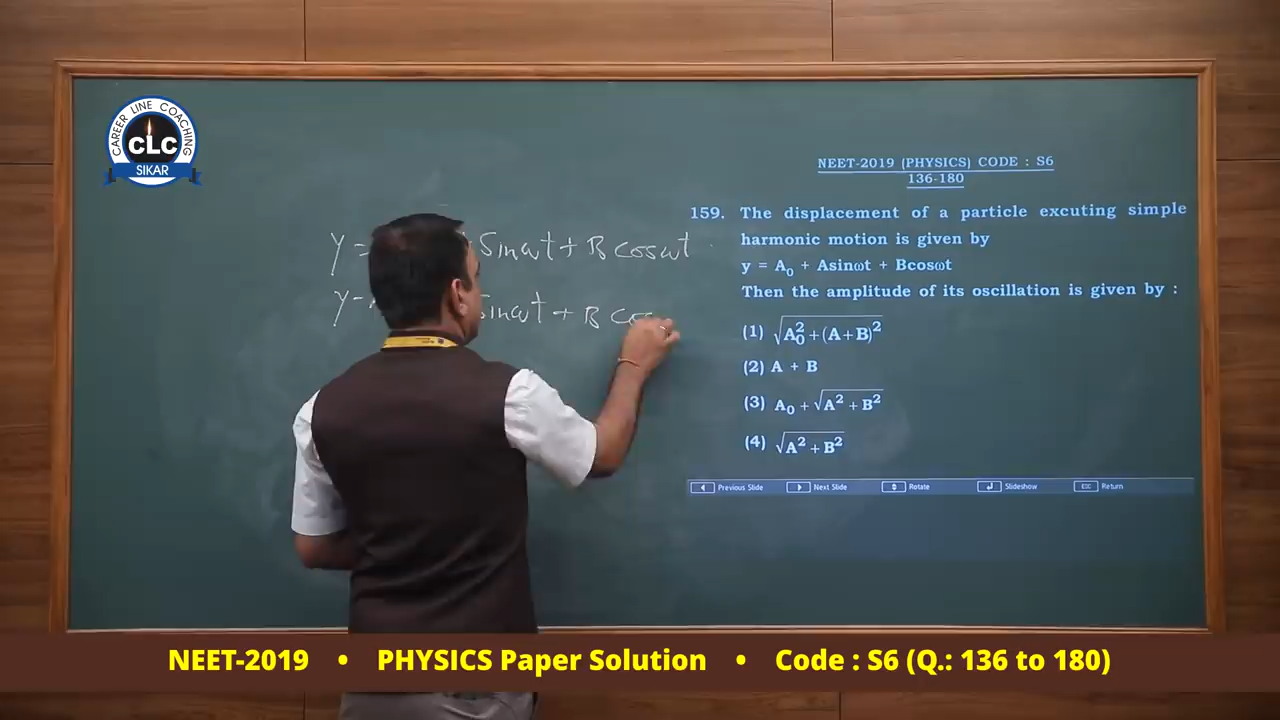 CAREER LINE COACHING
CLC
SIKAR
NEET-2019 (PHYSICS) CODE : S6
136-180
159. The displacement of a particle excuting simple
harmonic motion is given by
y = A₀ + Asinωt + Bcosωt
Then the amplitude of its oscillation is given by :
(1) √(A₀² + (A+B)²)
(2) A + B
(3) A₀ + √(A² + B²)
(4) √(A² + B²)
Previous Slide Next Slide Rotate Slideshow ESC Return
y = Sinωt + B cosωt
y - Sinωt + B cos
NEET-2019 • PHYSICS Paper Solution • Code : S6 (Q.: 136 to 180)